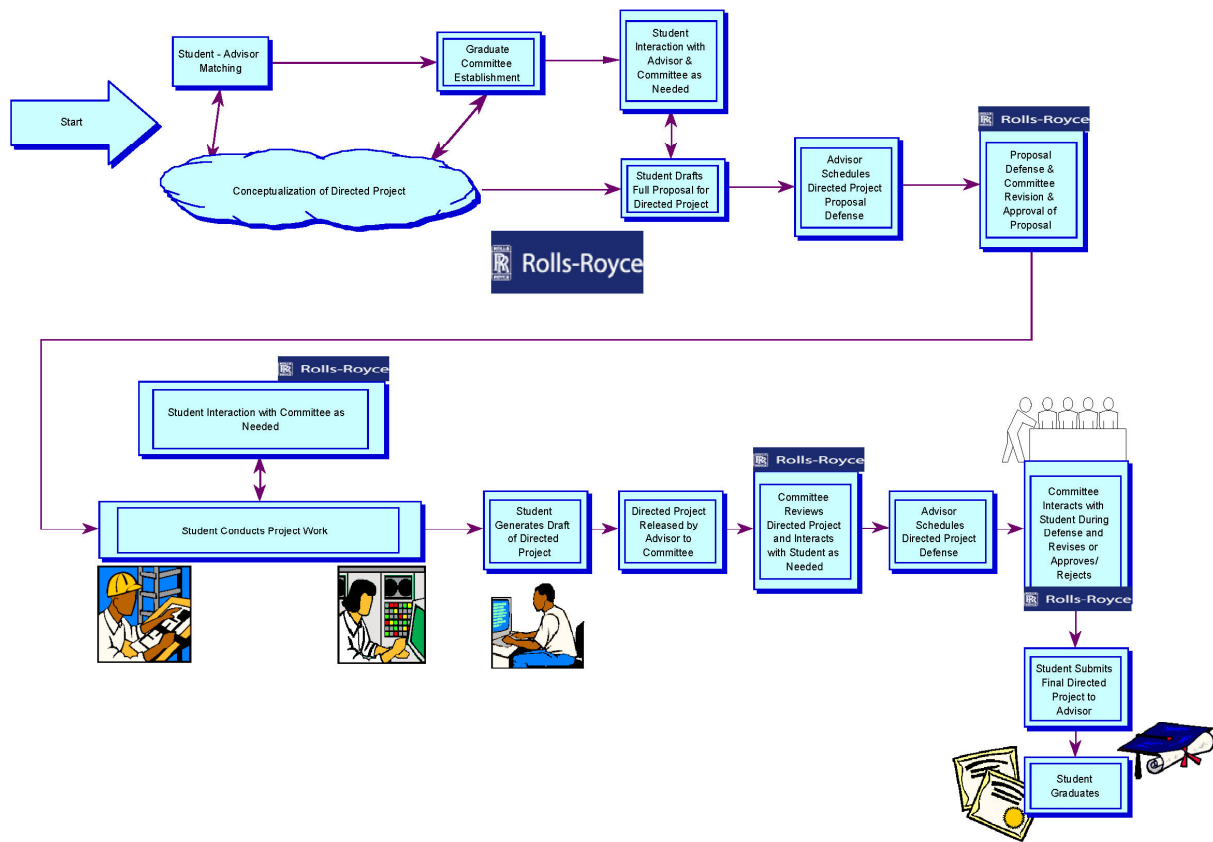 Start
Student - Advisor
Matching
Graduate
Committee
Establishment
Student
Interaction with
Advisor &
Committee as
Needed
Conceptualization of Directed Project
Student Drafts
Full Proposal for
Directed Project
Advisor
Schedules
Directed Project
Proposal
Defense
Rolls-Royce
Proposal
Defense &
Committee
Revision &
Approval of
Proposal
ROLLS
RR
ROYCE
Rolls-Royce
Rolls-Royce
Student Interaction with Committee as
Needed
Student Conducts Project Work
Student
Generates Draft
of Directed
Project
Directed Project
Released by
Advisor to
Committee
Rolls-Royce
Committee
Reviews
Directed Project
and Interacts
with Student as
Needed
Advisor
Schedules
Directed Project
Defense
Committee
Interacts with
Student During
Defense and
Revises or
Approves/
Rejects
Rolls-Royce
Student Submits
Final Directed
Project to
Advisor
Student
Graduates